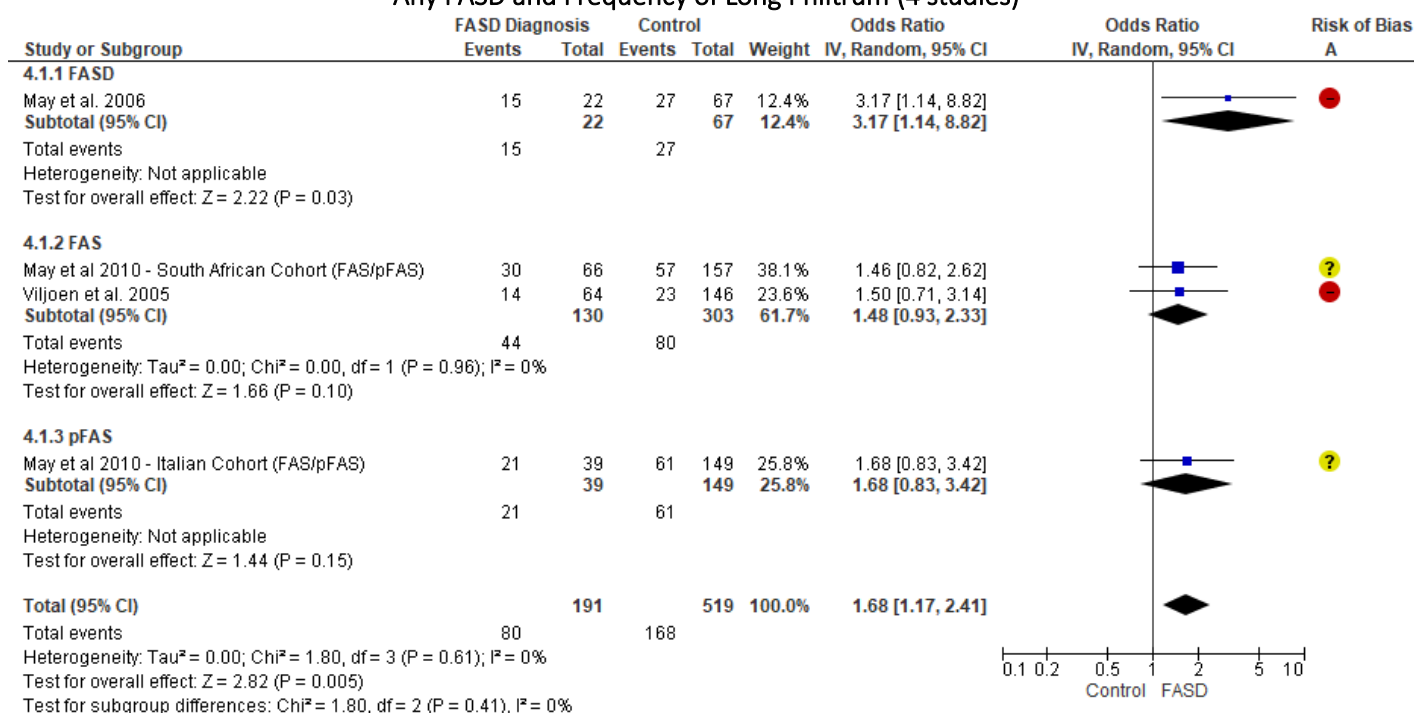 Any FASD and Frequency of Long Philtrum (4 studies)
FASD Diagnosis Control Odds Ratio Odds Ratio Risk of Bias
Study or Subgroup Events Total Events Total Weight IV, Random, 95% CI IV, Random, 95% CI A
4.1.1 FASD
May et al. 2006 15 22 27 67 12.4% 3.17 [1.14, 8.82] -
Subtotal (95% CI) 22 67 12.4% 3.17 [1.14, 8.82]
Total events 15 27
Heterogeneity: Not applicable
Test for overall effect: Z = 2.22 (P = 0.03)
4.1.2 FAS
May et al 2010 - South African Cohort (FAS/pFAS) 30 66 57 157 38.1% 1.46 [0.82, 2.62] ?
Viljoen et al. 2005 14 64 23 146 23.6% 1.50 [0.71, 3.14] -
Subtotal (95% CI) 130 303 61.7% 1.48 [0.93, 2.33]
Total events 44 80
Heterogeneity: Tau² = 0.00; Chi² = 0.00, df = 1 (P = 0.96); I² = 0%
Test for overall effect: Z = 1.66 (P = 0.10)
4.1.3 pFAS
May et al 2010 - Italian Cohort (FAS/pFAS) 21 39 61 149 25.8% 1.68 [0.83, 3.42] ?
Subtotal (95% CI) 39 149 25.8% 1.68 [0.83, 3.42]
Total events 21 61
Heterogeneity: Not applicable
Test for overall effect: Z = 1.44 (P = 0.15)
Total (95% CI) 191 519 100.0% 1.68 [1.17, 2.41]
Total events 80 168
Heterogeneity: Tau² = 0.00; Chi² = 1.80, df = 3 (P = 0.61); I² = 0%
Test for overall effect: Z = 2.82 (P = 0.005)
Test for subgroup differences: Chi² = 1.80, df = 2 (P = 0.41), I² = 0%
0.1 0.2 0.5 1 2 5 10
Control FASD